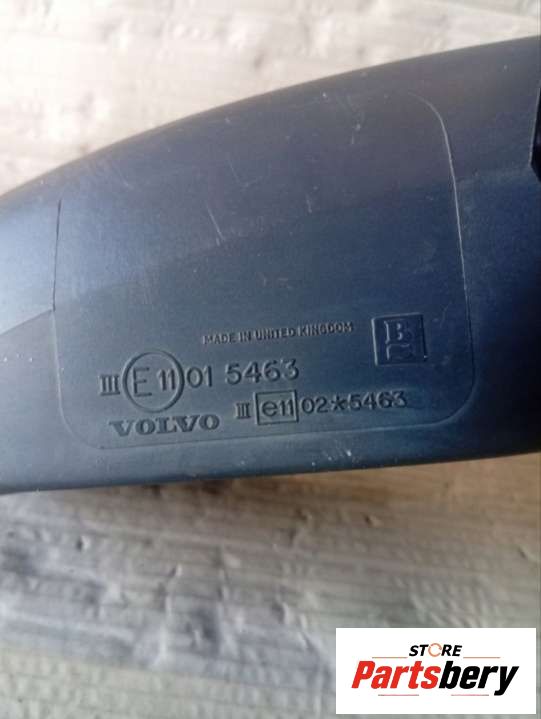 MADE IN UNITED KINGDOM
B
III E 11 01 5463
VOLVO III e11 02*5463
STORE
Partsbery